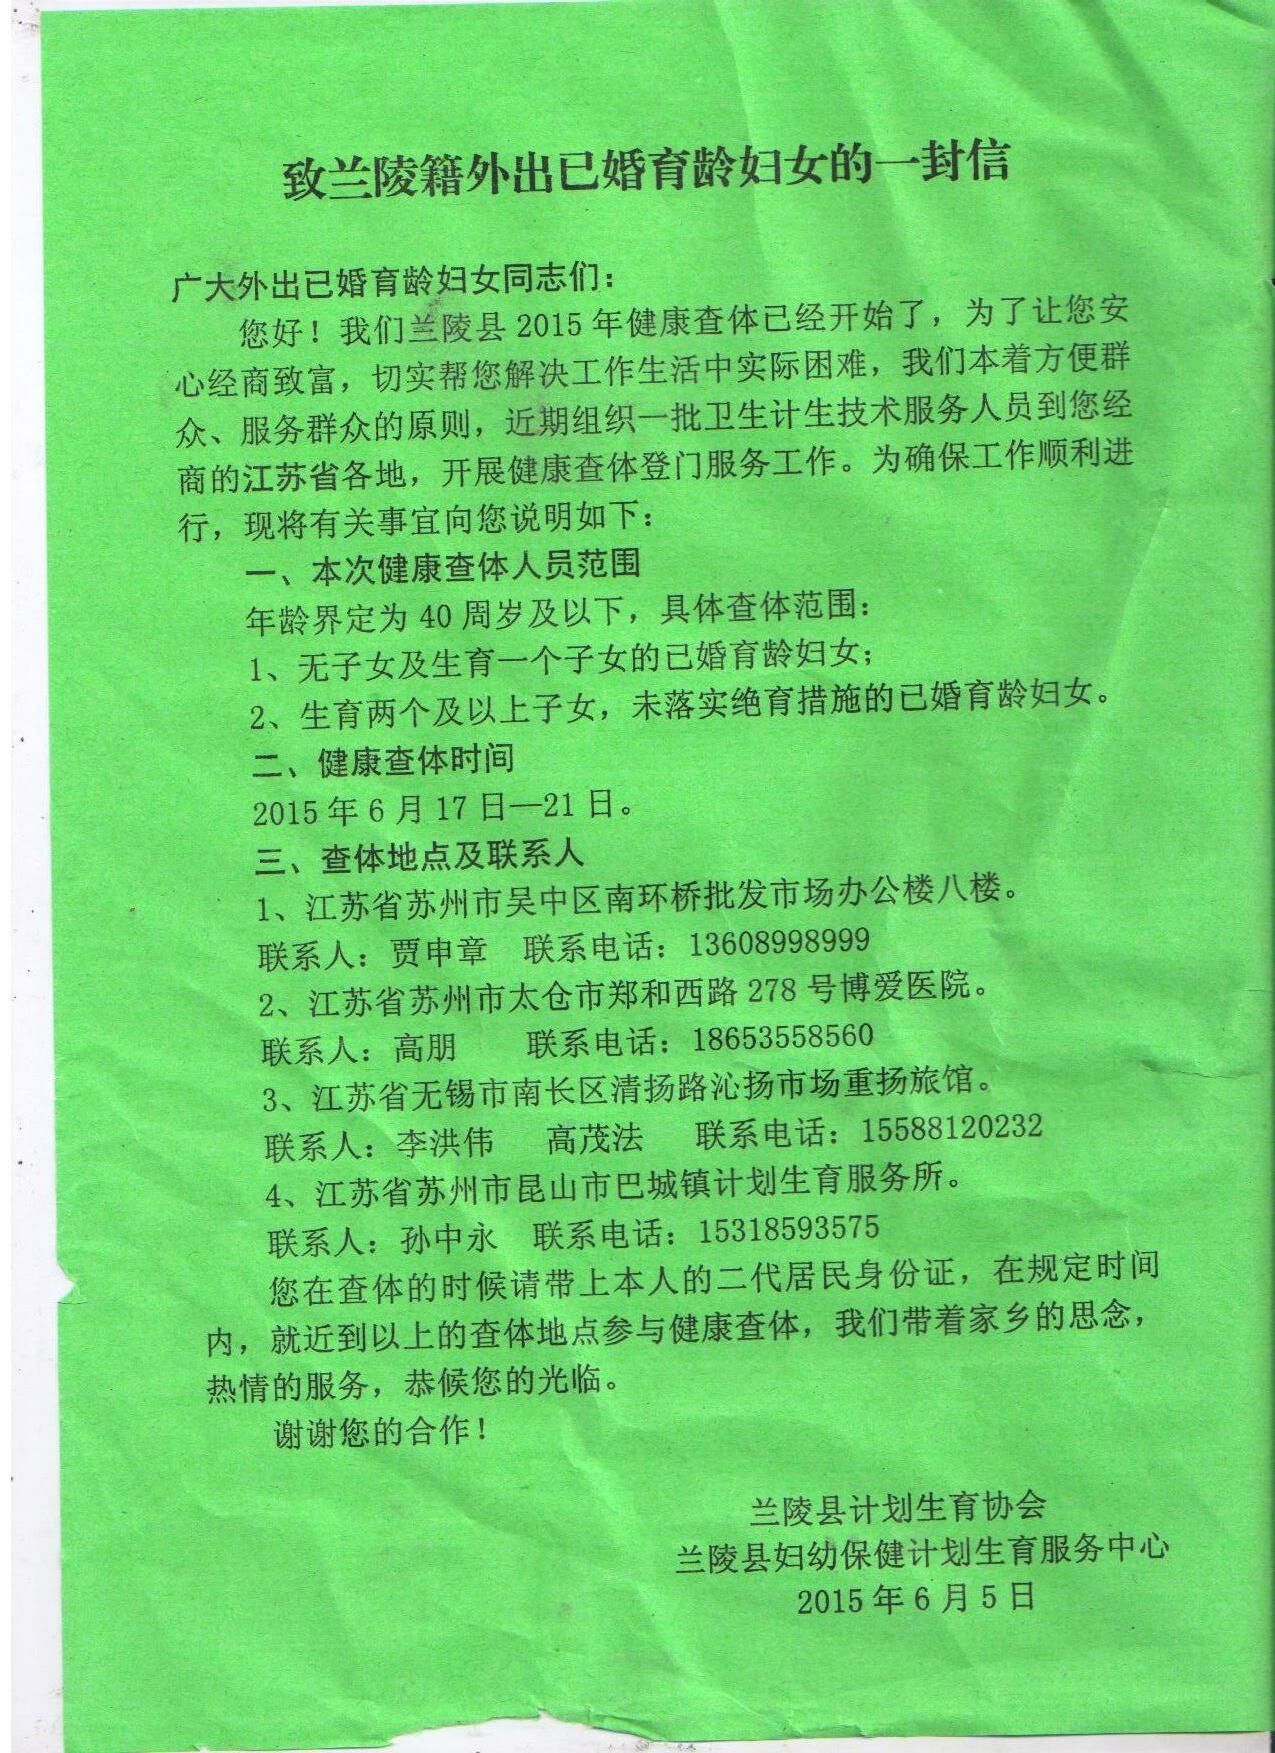 致兰陵籍外出已婚育龄妇女的一封信
广大外出已婚育龄妇女同志们：
您好！我们兰陵县 2015 年健康查体已经开始了，为了让您安
心经商致富，切实帮您解决工作生活中实际困难，我们本着方便群
众、服务群众的原则，近期组织一批卫生计生技术服务人员到您经
商的江苏省各地，开展健康查体登门服务工作。为确保工作顺利进
行，现将有关事宜向您说明如下：
一、本次健康查体人员范围
年龄界定为 40 周岁及以下，具体查体范围：
1、无子女及生育一个子女的已婚育龄妇女；
2、生育两个及以上子女，未落实绝育措施的已婚育龄妇女。
二、健康查体时间
2015 年 6 月 17 日—21 日。
三、查体地点及联系人
1、江苏省苏州市吴中区南环桥批发市场办公楼八楼。
联系人：贾申章 联系电话：13608998999
2、江苏省苏州市太仓市郑和西路 278 号博爱医院。
联系人：高朋 联系电话：18653558560
3、江苏省无锡市南长区清扬路沁扬市场重扬旅馆。
联系人：李洪伟 高茂法 联系电话：15588120232
4、江苏省苏州市昆山市巴城镇计划生育服务所。
联系人：孙中永 联系电话：15318593575
您在查体的时候请带上本人的二代居民身份证，在规定时间
内，就近到以上的查体地点参与健康查体，我们带着家乡的思念，
热情的服务，恭候您的光临。
谢谢您的合作！
兰陵县计划生育协会
兰陵县妇幼保健计划生育服务中心
2015 年 6 月 5 日